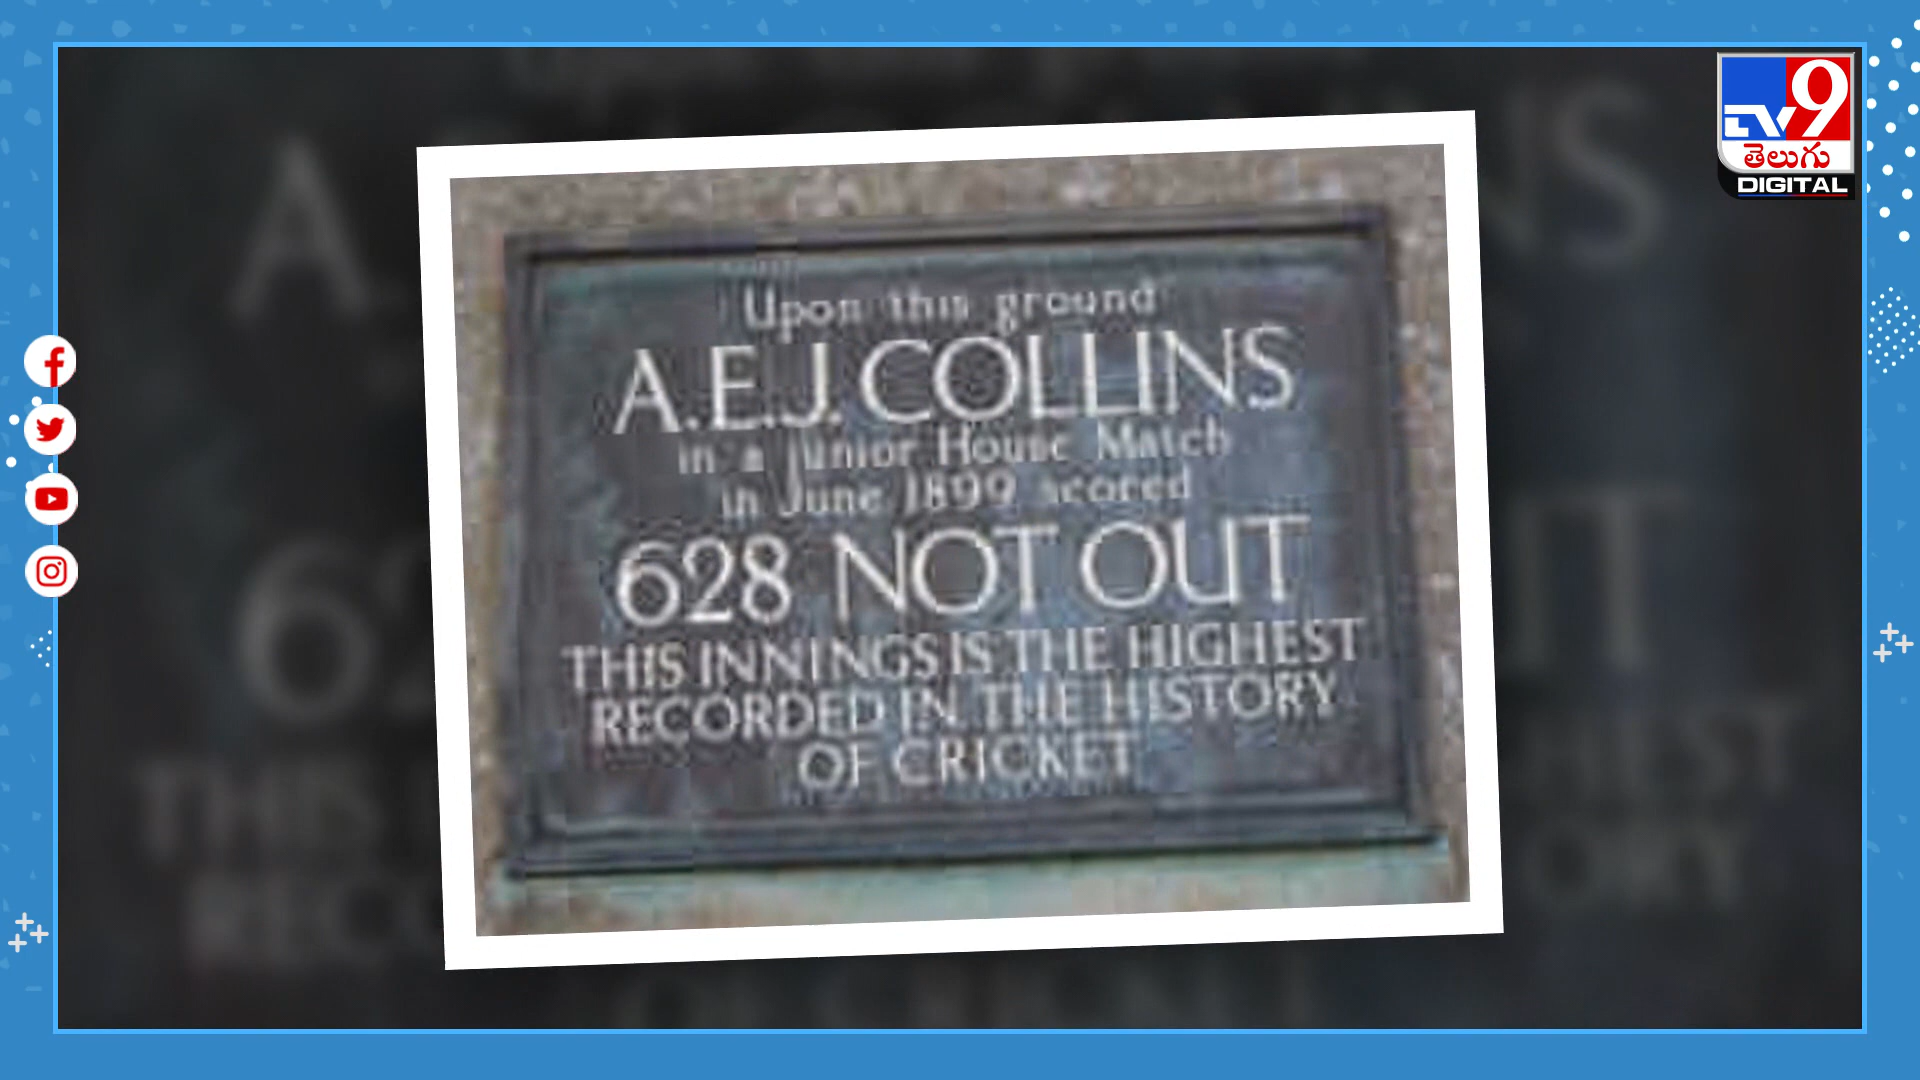 TV9
తెలుగు
DIGITAL
Upon this ground
A.E.J. COLLINS
in a Junior House Match
in June 1899 scored
628 NOT OUT
THIS INNINGS IS THE HIGHEST
RECORDED IN THE HISTORY
OF CRICKET